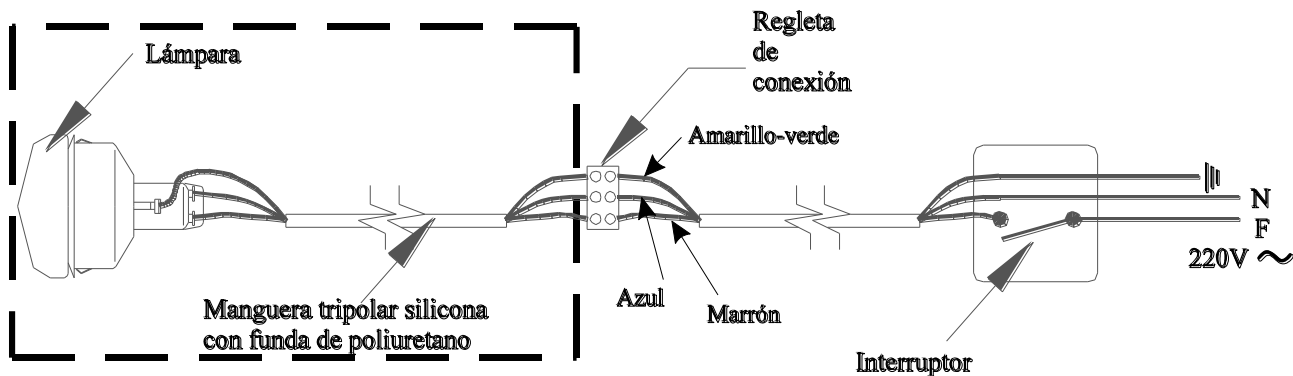 Lámpara
Regleta
de
conexión
Amarillo-verde
N
F
220V ~
Azul
Marrón
Manguera tripolar silicona
con funda de poliuretano
Interruptor